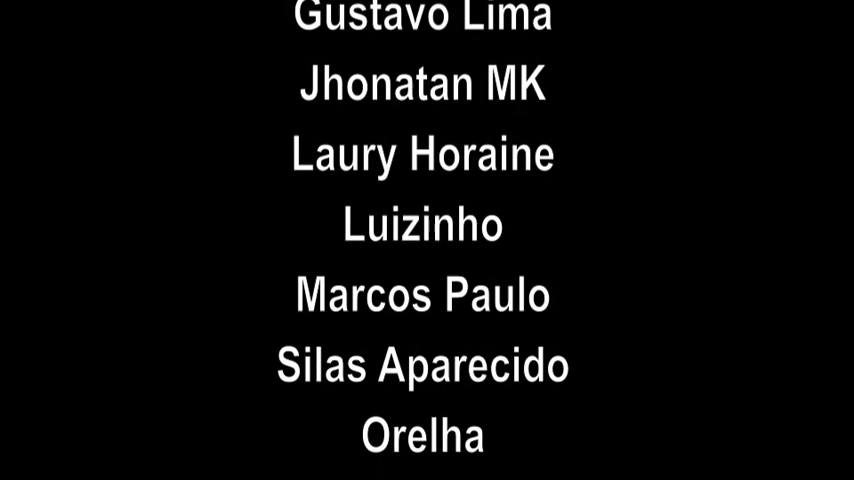 Gustavo Lima
Jhonatan MK
Laury Horaine
Luizinho
Marcos Paulo
Silas Aparecido
Orelha